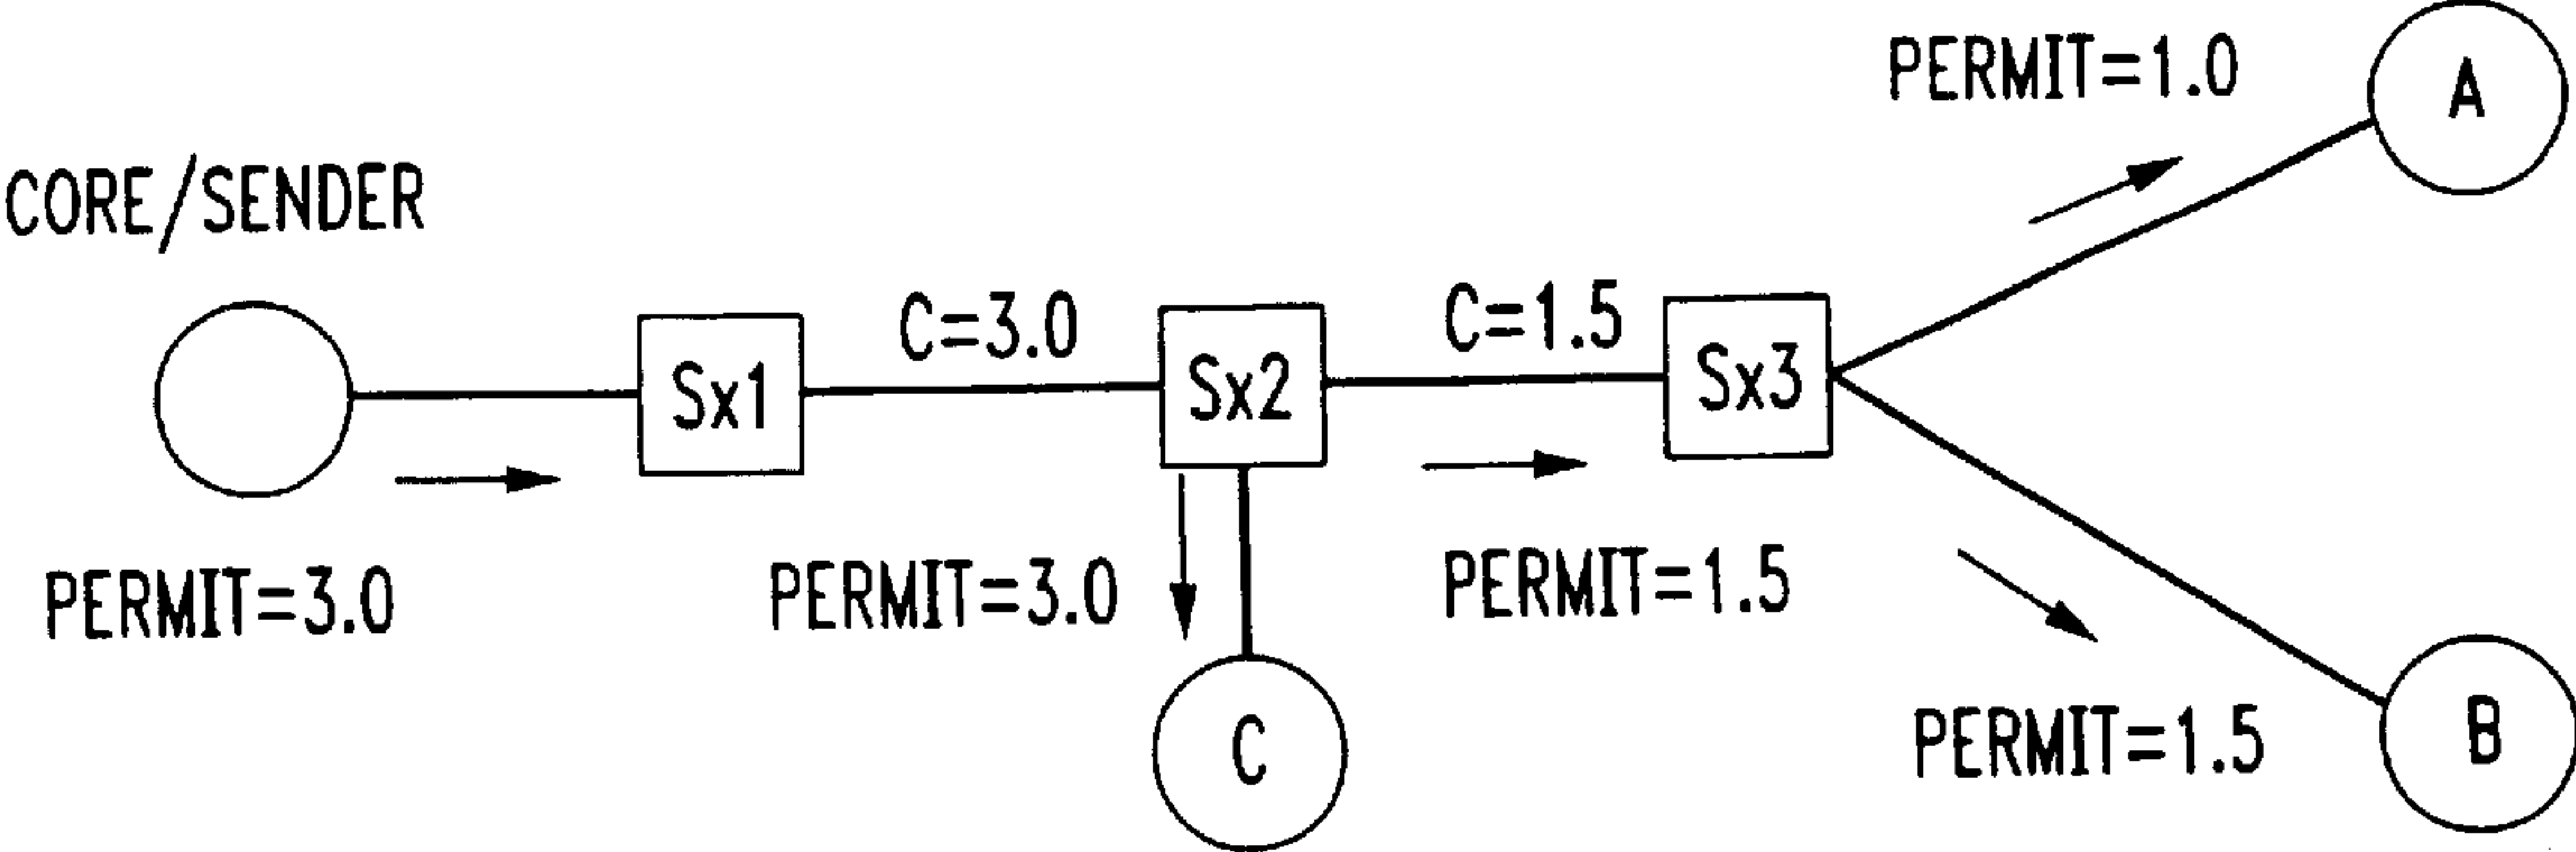 PERMIT=1.0
A
CORE/SENDER
C=3.0
C=1.5
Sx1
Sx2
Sx3
PERMIT=3.0
PERMIT=3.0
PERMIT=1.5
PERMIT=1.5
C
B